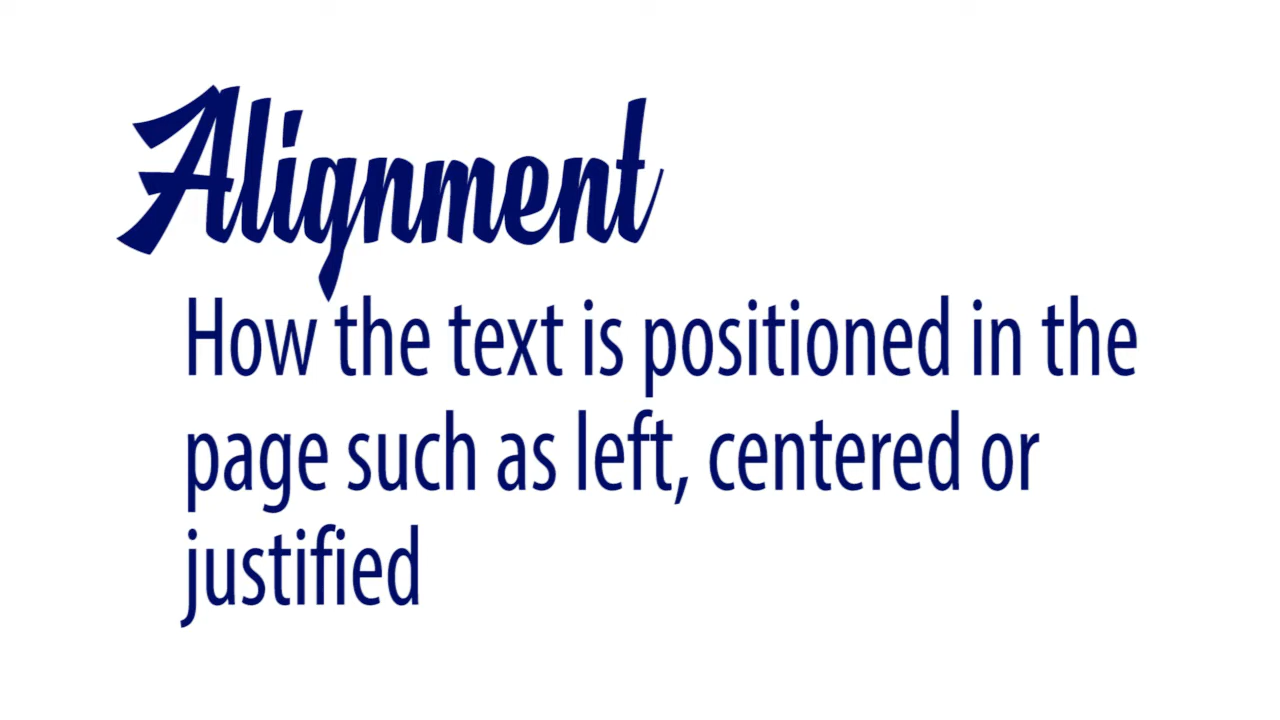 Alignment
How the text is positioned in the
page such as left, centered or
justified